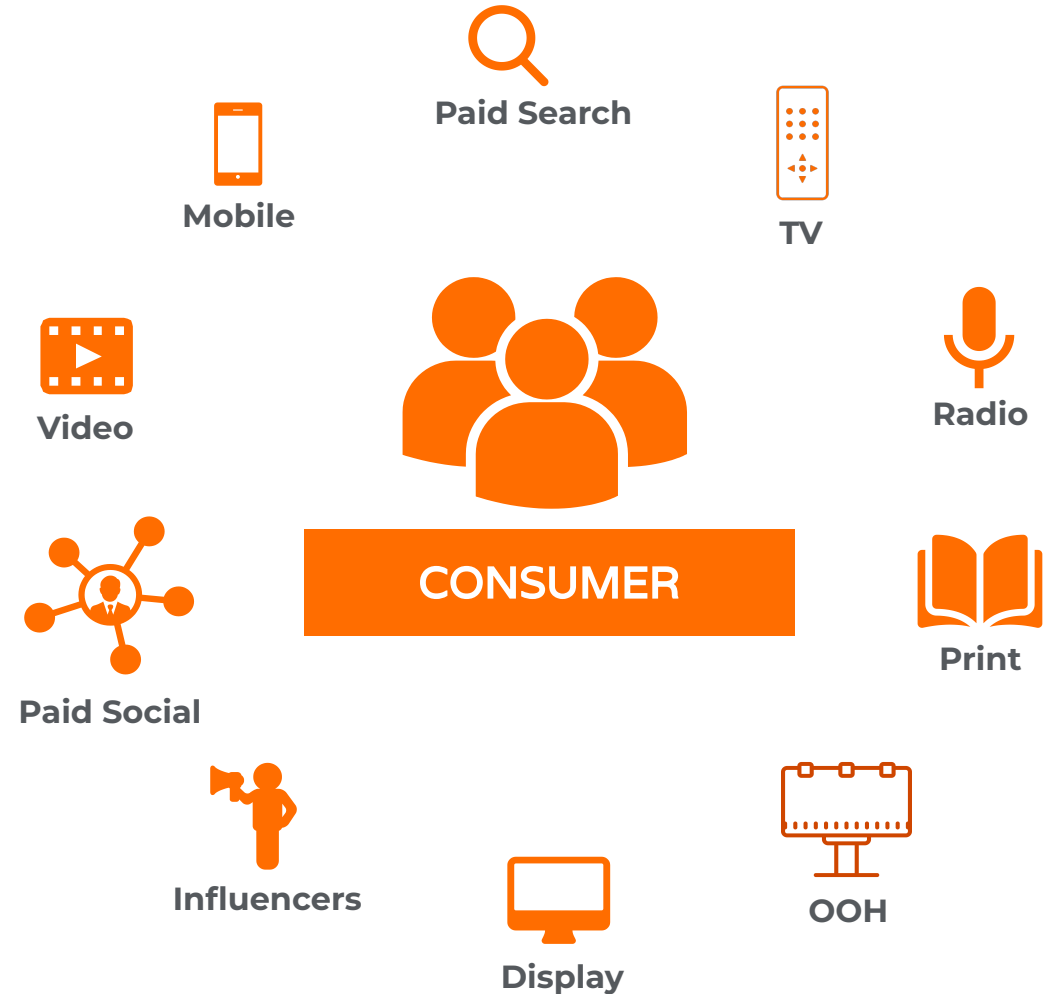 Paid Search
Mobile
TV
Video
Radio
CONSUMER
Print
Paid Social
Influencers
OOH
Display